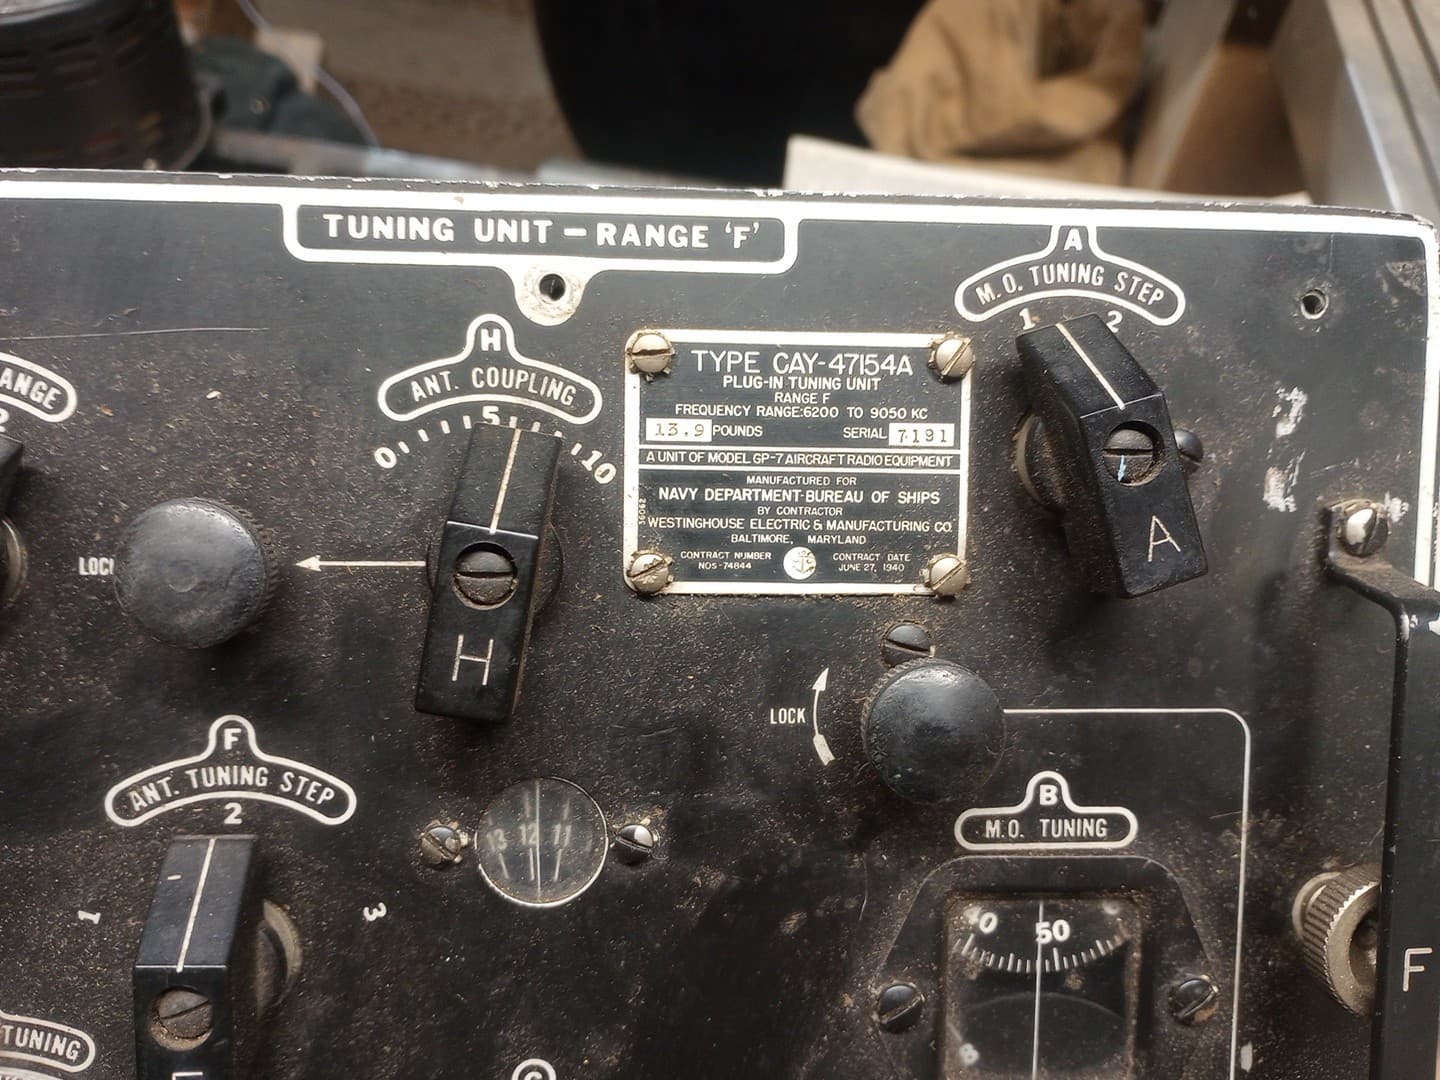 TUNING UNIT - RANGE 'F'
A
M.O. TUNING STEP
1 2
H
ANT. COUPLING
0 5 10
ANGE
2
TYPE CAY-47154A
PLUG-IN TUNING UNIT
RANGE F
FREQUENCY RANGE:6200 TO 9050 KC
13.9 POUNDS SERIAL 7191
A UNIT OF MODEL GP-7 AIRCRAFT RADIO EQUIPMENT
MANUFACTURED FOR
NAVY DEPARTMENT-BUREAU OF SHIPS
BY CONTRACTOR
WESTINGHOUSE ELECTRIC & MANUFACTURING CO.
BALTIMORE, MARYLAND
CONTRACT NUMBER CONTRACT DATE
NOS-74844 JUNE 27, 1940
A
LOCK
H
LOCK
F
ANT. TUNING STEP
2
1 3
13 12 11
B
M.O. TUNING
40 50
F
TUNING